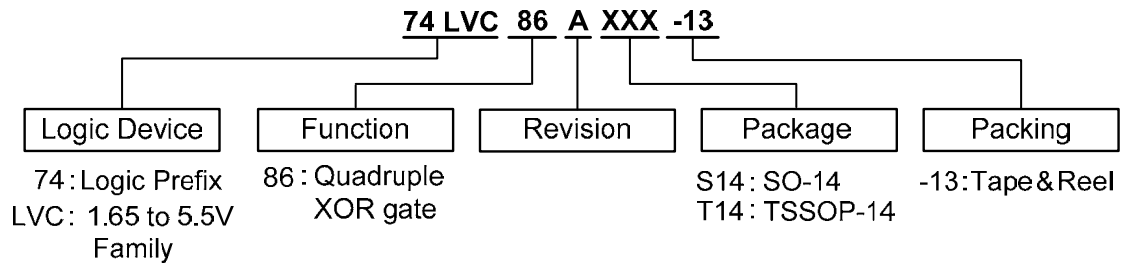 74 LVC 86 A XXX -13
Logic Device
Function
Revision
Package
Packing
74 : Logic Prefix
LVC : 1.65 to 5.5V
Family
86 : Quadruple
XOR gate
S14 : SO-14
T14 : TSSOP-14
-13 : Tape & Reel